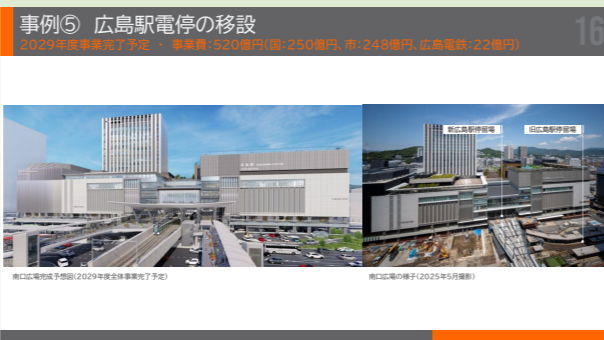 事例⑤ 広島駅電停の移設
2029年度事業完了予定 ・ 事業費:520億円(国:250億円、市:248億円、広島電鉄:22億円)
16
新広島駅停留場
旧広島駅停留場
南口広場完成予想図(2029年度全体事業完了予定)
南口広場の様子(2025年5月撮影)